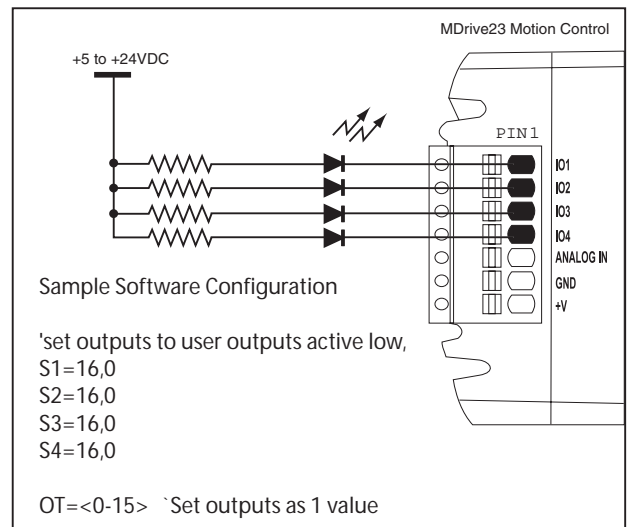 MDrive23 Motion Control
+5 to +24VDC
PIN1
IO1
IO2
IO3
IO4
ANALOG IN
GND
+V
Sample Software Configuration
'set outputs to user outputs active low,
S1=16,0
S2=16,0
S3=16,0
S4=16,0
OT=<0-15> `Set outputs as 1 value